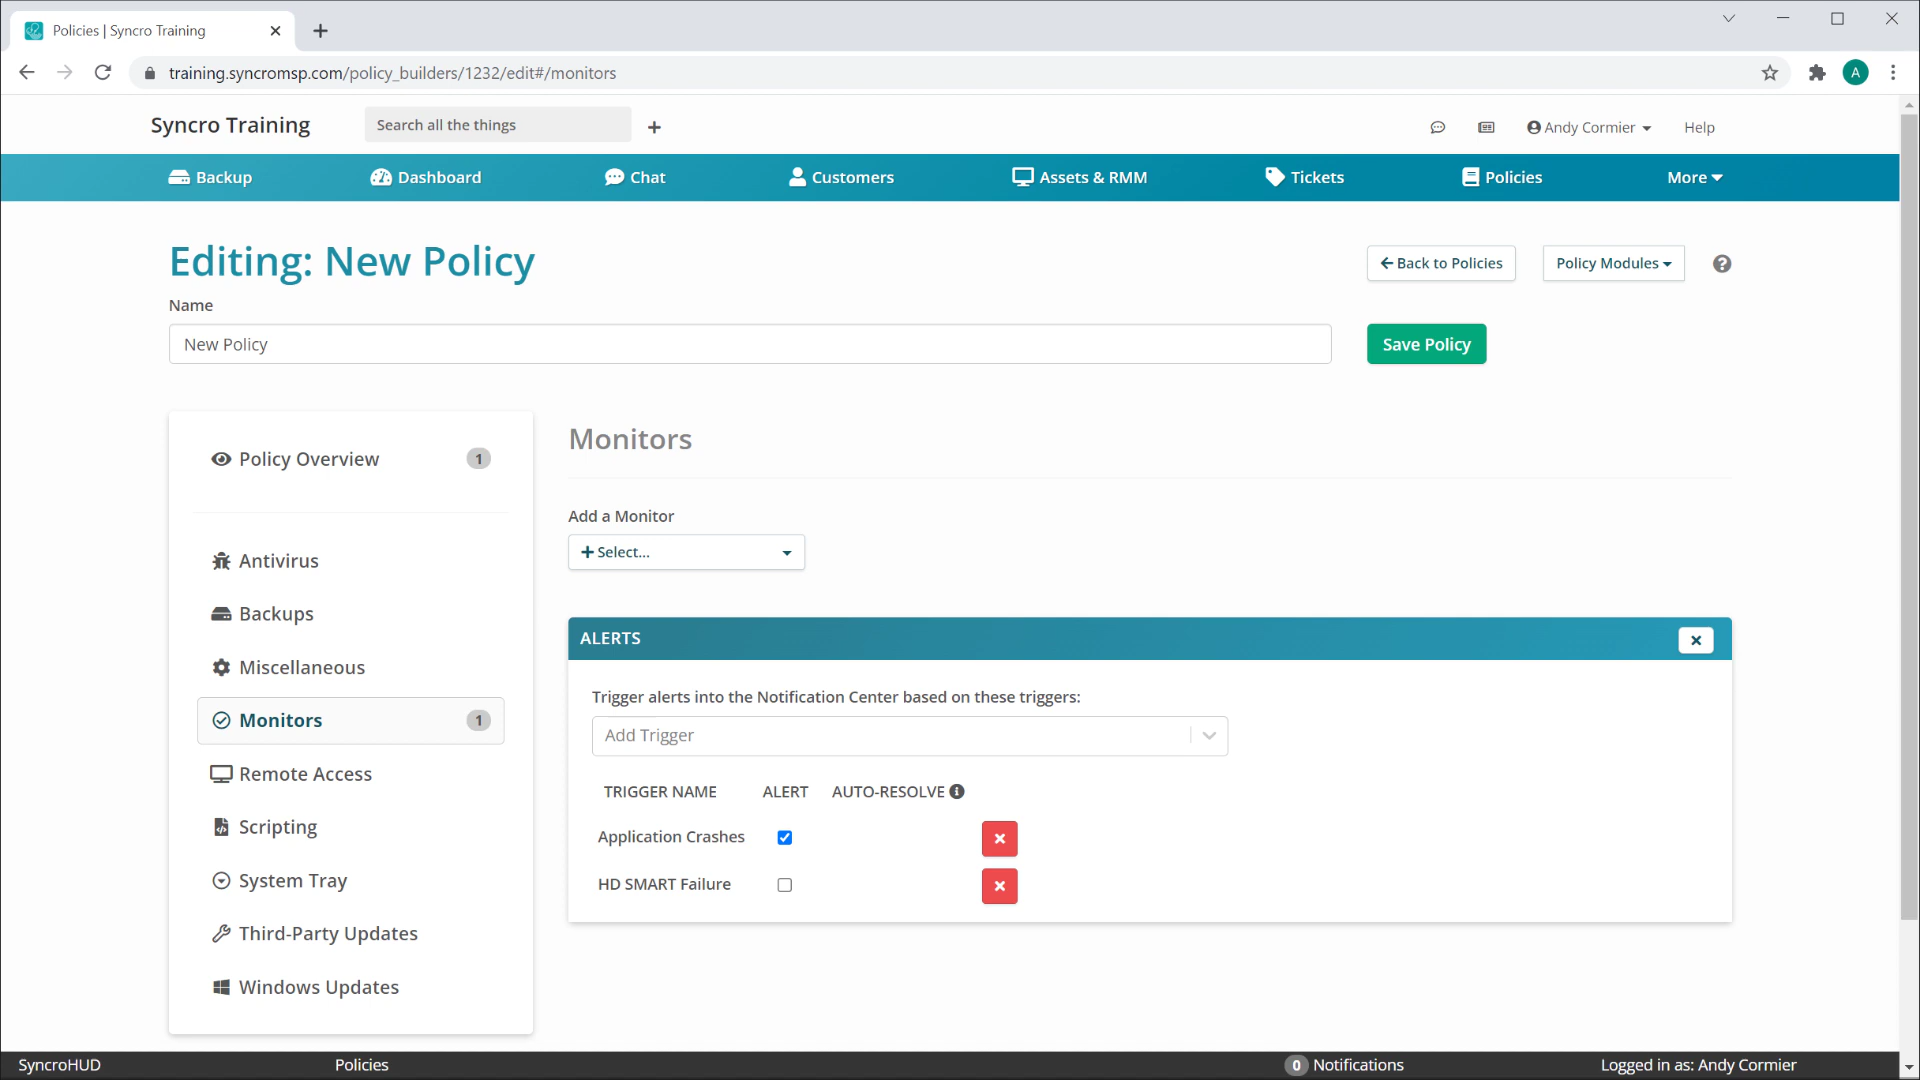 Policies | Syncro Training
training.syncromsp.com/policy_builders/1232/edit#/monitors
A
Syncro Training
Search all the things
Andy Cormier
Help
Backup
Dashboard
Chat
Customers
Assets & RMM
Tickets
Policies
More
Editing: New Policy
Back to Policies
Policy Modules
Name
New Policy
Save Policy
Policy Overview 1
Antivirus
Backups
Miscellaneous
Monitors 1
Remote Access
Scripting
System Tray
Third-Party Updates
Windows Updates
Monitors
Add a Monitor
Select...
ALERTS
Trigger alerts into the Notification Center based on these triggers:
Add Trigger
TRIGGER NAME ALERT AUTO-RESOLVE
Application Crashes
HD SMART Failure
SyncroHUD
Policies
0 Notifications
Logged in as: Andy Cormier